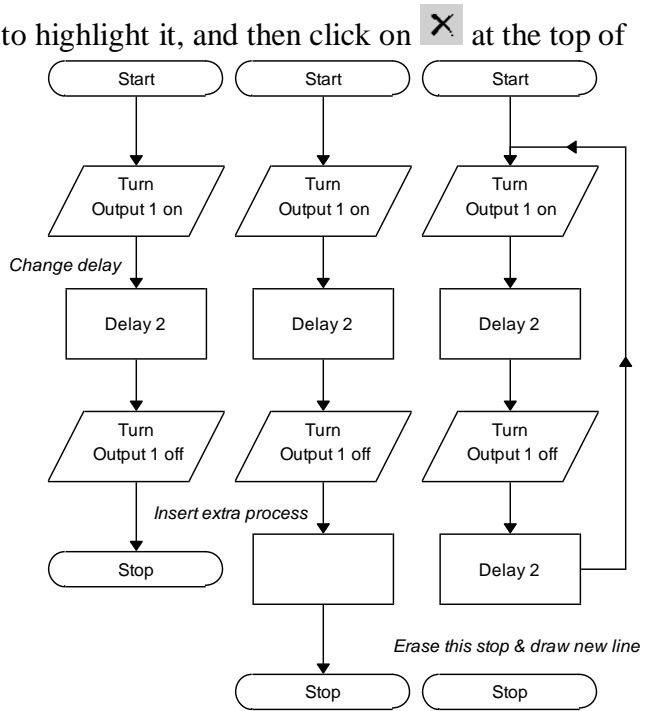 to highlight it, and then click on at the top of
Start
Turn
Output 1 on
Change delay
Delay 2
Turn
Output 1 off
Stop
Start
Turn
Output 1 on
Delay 2
Turn
Output 1 off
Insert extra process
Stop
Start
Turn
Output 1 on
Delay 2
Turn
Output 1 off
Delay 2
Erase this stop & draw new line
Stop